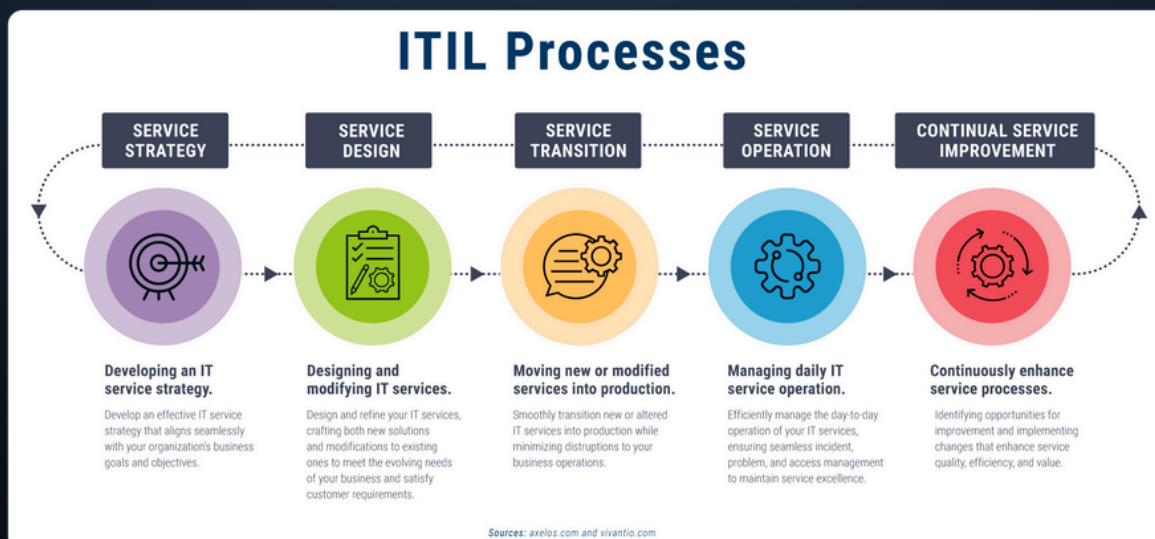 ITIL Processes
SERVICE
STRATEGY
SERVICE
DESIGN
SERVICE
TRANSITION
SERVICE
OPERATION
CONTINUAL SERVICE
IMPROVEMENT
Developing an IT
service strategy.
Develop an effective IT service
strategy that aligns seamlessly
with your organization's business
goals and objectives.
Designing and
modifying IT services.
Design and refine your IT services,
crafting both new solutions
and modifications to existing
ones to meet the evolving needs
of your business and satisfy
customer requirements.
Moving new or modified
services into production.
Smoothly transition new or altered
IT services into production while
minimizing disruptions to your
business operations.
Managing daily IT
service operation.
Efficiently manage the day-to-day
operation of your IT services,
ensuring seamless incident,
problem, and access management
to maintain service excellence.
Continuously enhance
service processes.
Identifying opportunities for
improvement and implementing
changes that enhance service
quality, efficiency, and value.
Sources: axelos.com and vivantio.com